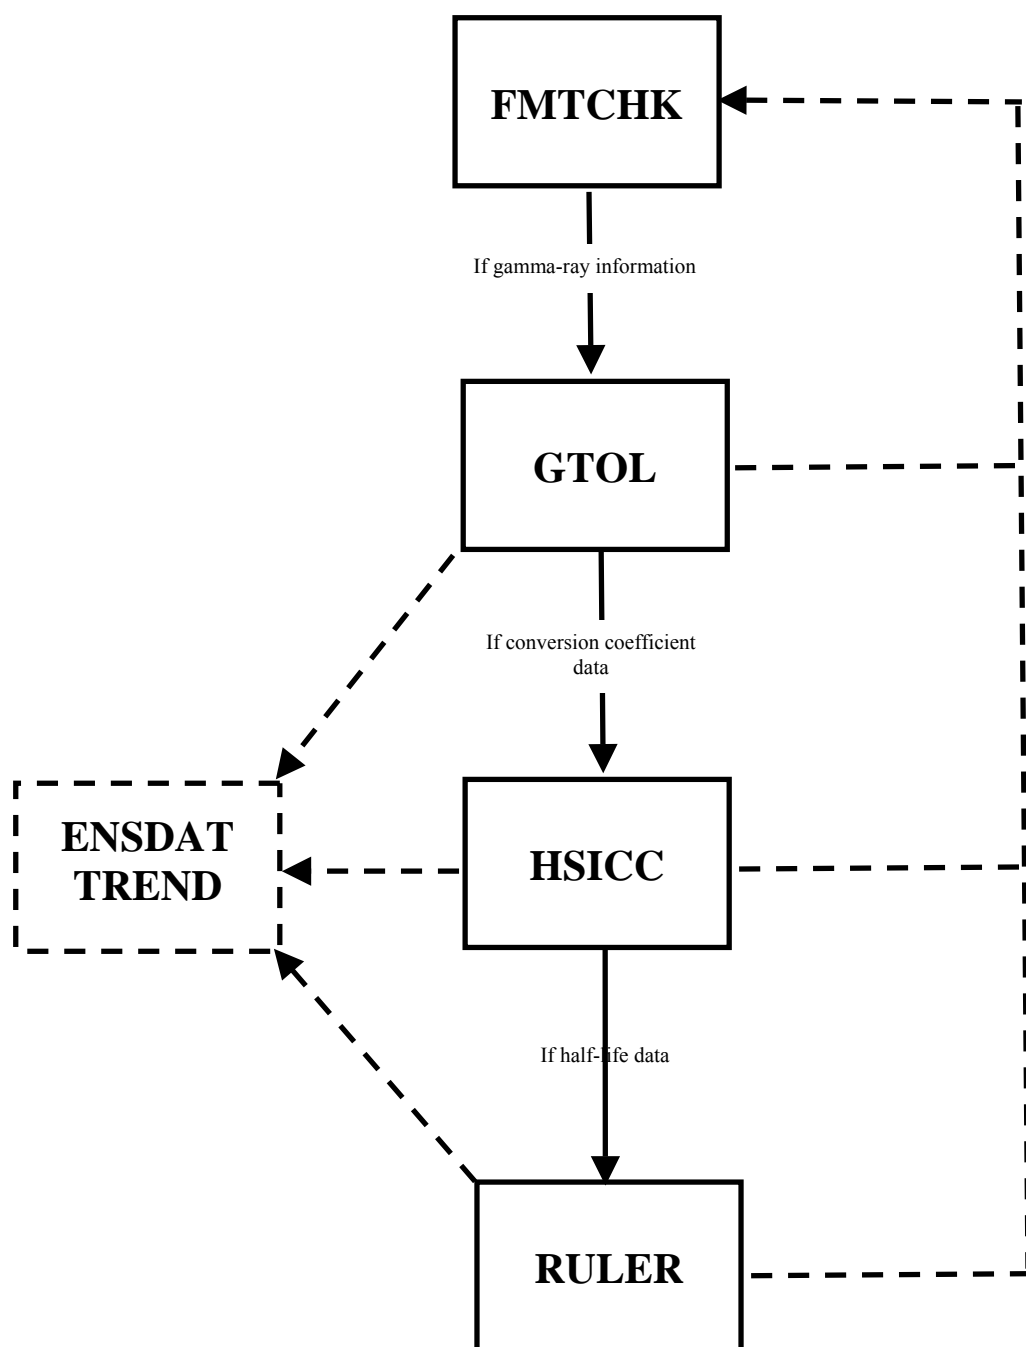 FMTCHK
If gamma-ray information
GTOL
If conversion coefficient
data
ENSDAT
TREND
HSICC
If half-life data
RULER